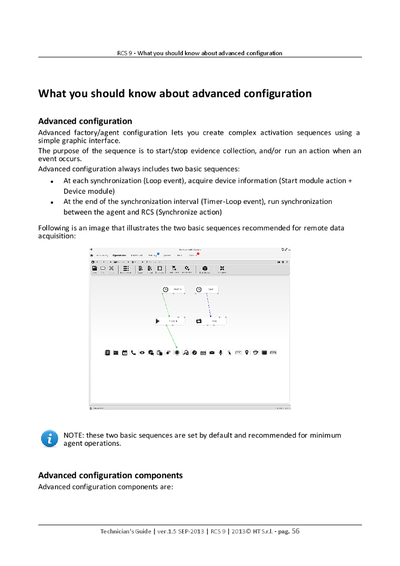 RCS 9 - What you should know about advanced configuration
What you should know about advanced configuration
Advanced configuration
Advanced factory/agent configuration lets you create complex activation sequences using a
simple graphic interface.
The purpose of the sequence is to start/stop evidence collection, and/or run an action when an
event occurs.
Advanced configuration always includes two basic sequences:
• At each synchronization (Loop event), acquire device information (Start module action +
Device module)
• At the end of the synchronization interval (Timer-Loop event), run synchronization
between the agent and RCS (Synchronize action)
Following is an image that illustrates the two basic sequences recommended for remote data
acquisition:
NOTE: these two basic sequences are set by default and recommended for minimum
agent operations.
Advanced configuration components
Advanced configuration components are:
Technician's Guide | ver.1.5 SEP-2013 | RCS 9 | 2013© HT S.r.l. - pag. 56